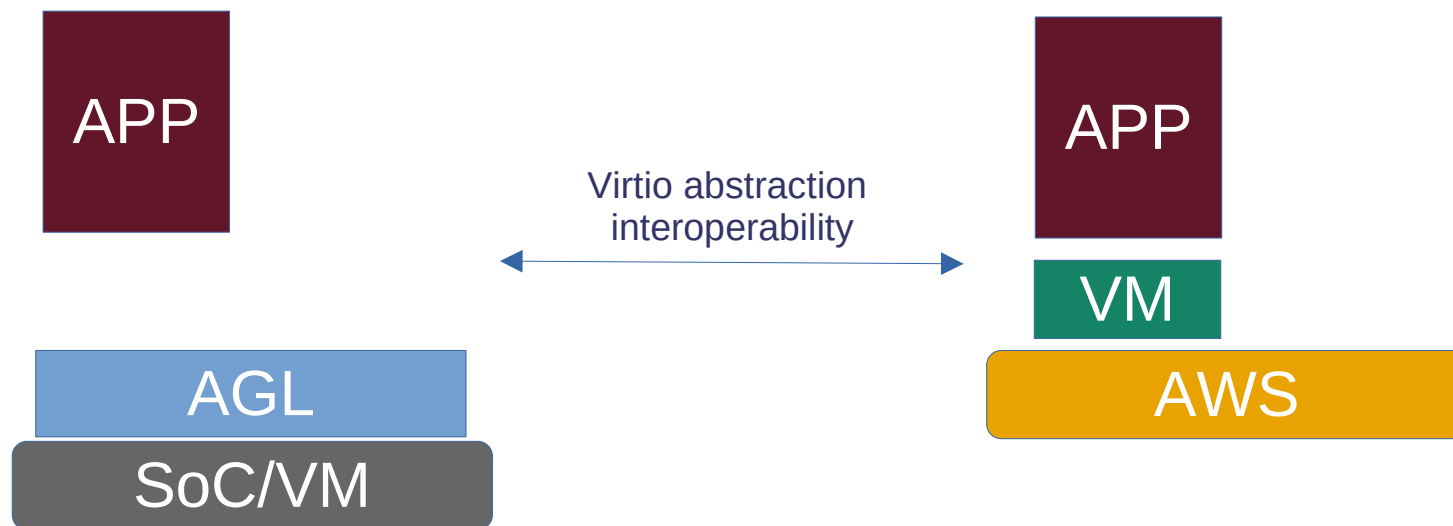 APP
AGL
SoC/VM
Virtio abstraction
interoperability
APP
VM
AWS